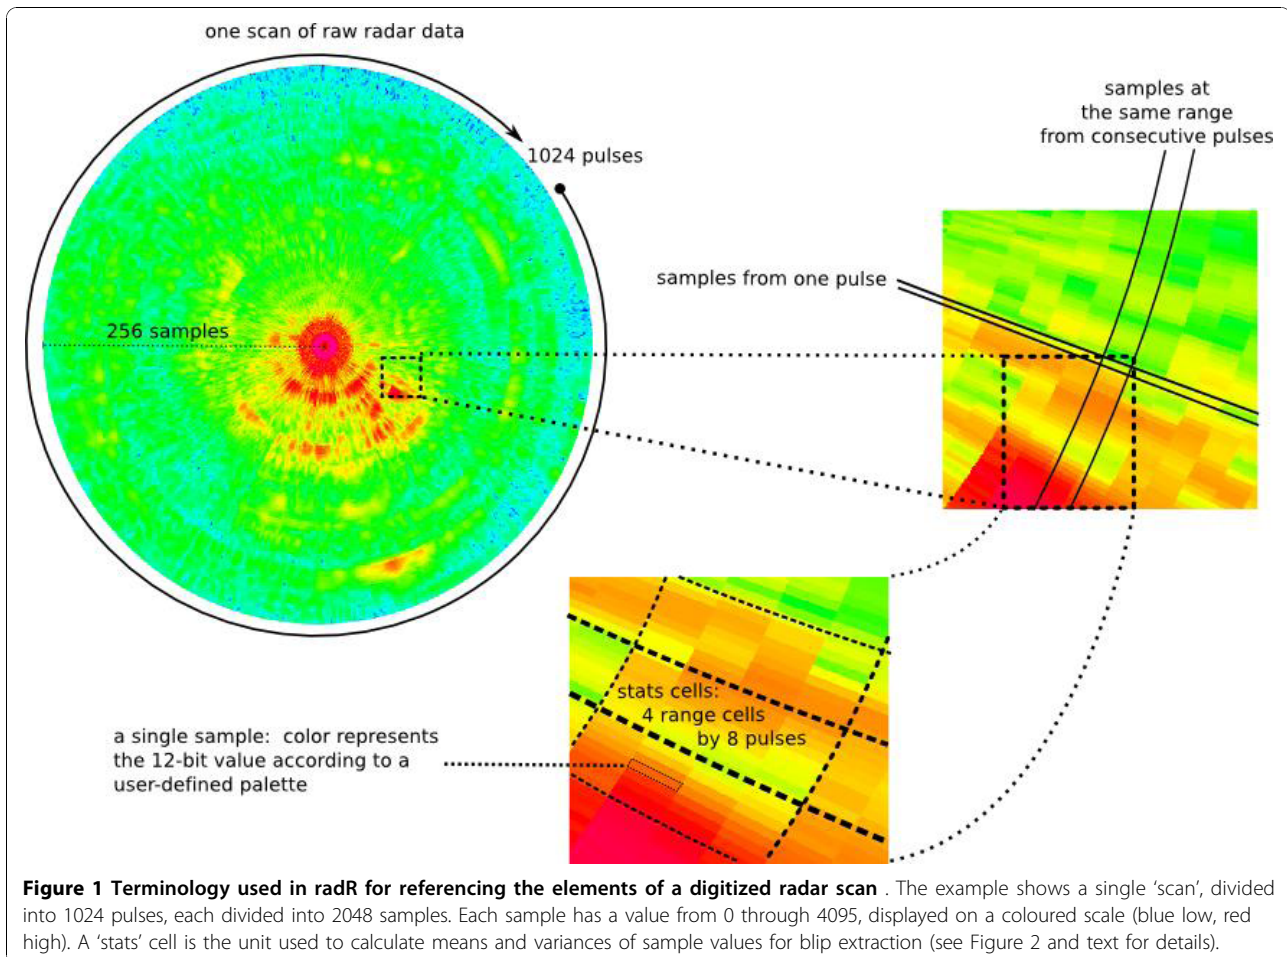 one scan of raw radar data
1024 pulses
256 samples
samples at
the same range
from consecutive pulses
samples from one pulse
stats cells:
4 range cells
by 8 pulses
a single sample: color represents
the 12-bit value according to a
user-defined palette
Figure 1 Terminology used in radR for referencing the elements of a digitized radar scan . The example shows a single ‘scan’, divided
into 1024 pulses, each divided into 2048 samples. Each sample has a value from 0 through 4095, displayed on a coloured scale (blue low, red
high). A ‘stats’ cell is the unit used to calculate means and variances of sample values for blip extraction (see Figure 2 and text for details).